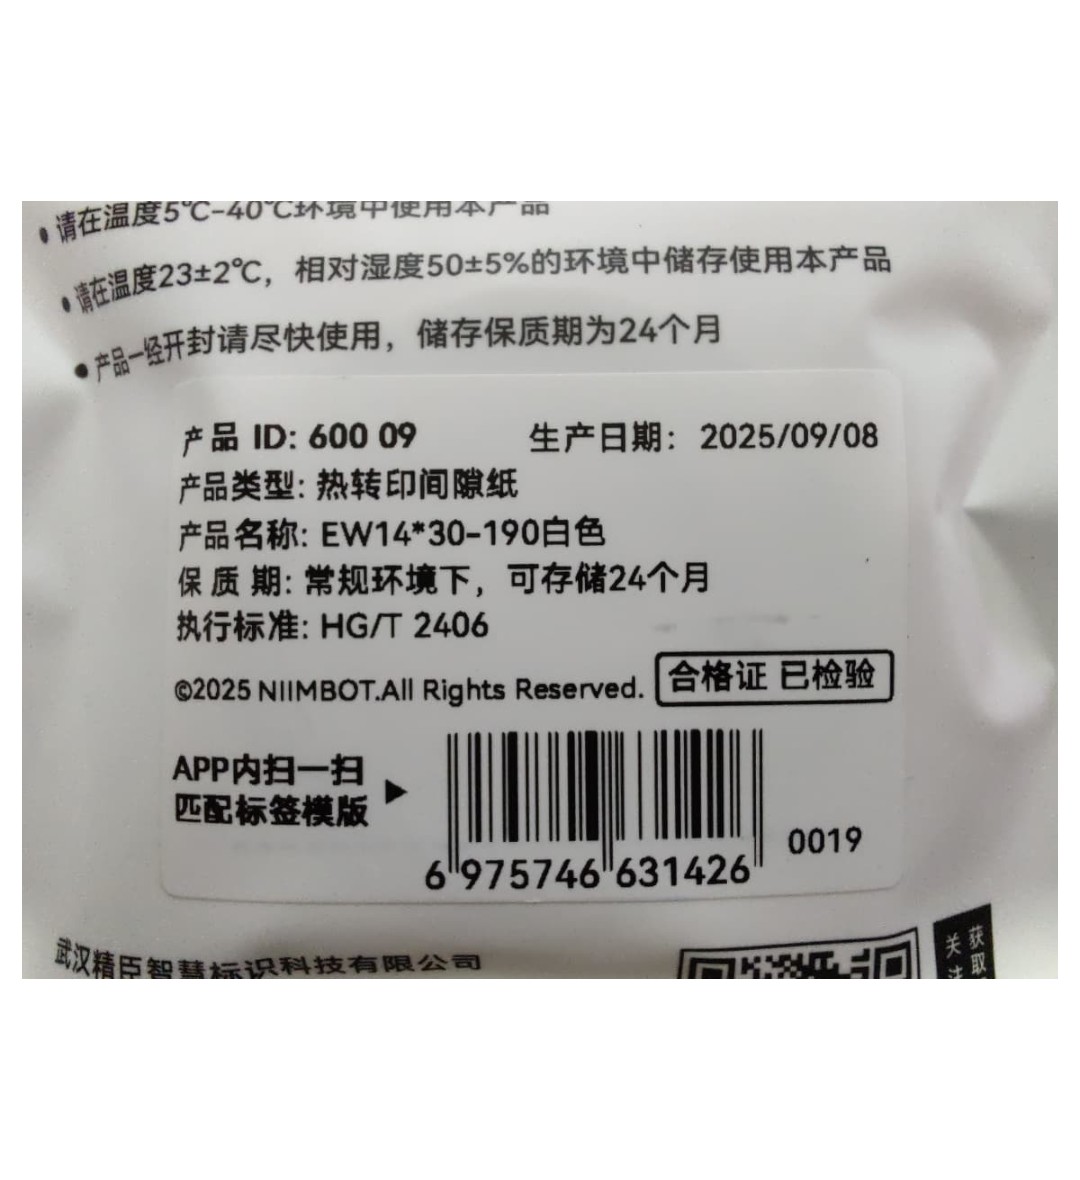 • 请在温度5℃-40℃环境中使用本产品
• 请在温度23±2℃，相对湿度50±5%的环境中储存使用本产品
• 产品一经开封请尽快使用，储存保质期为24个月
产品 ID: 600 09 生产日期： 2025/09/08
产品类型: 热转印间隙纸
产品名称: EW14*30-190白色
保 质 期: 常规环境下，可存储24个月
执行标准: HG/T 2406
©2025 NIIMBOT.All Rights Reserved. 合格证 已检验
APP内扫一扫
匹配标签模版
6 975746 631426 0019
武汉精臣智慧标识科技有限公司
获取
关注